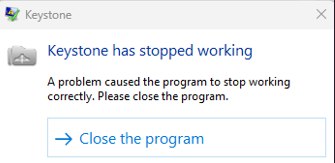 Keystone
Keystone has stopped working
A problem caused the program to stop working
correctly. Please close the program.
Close the program